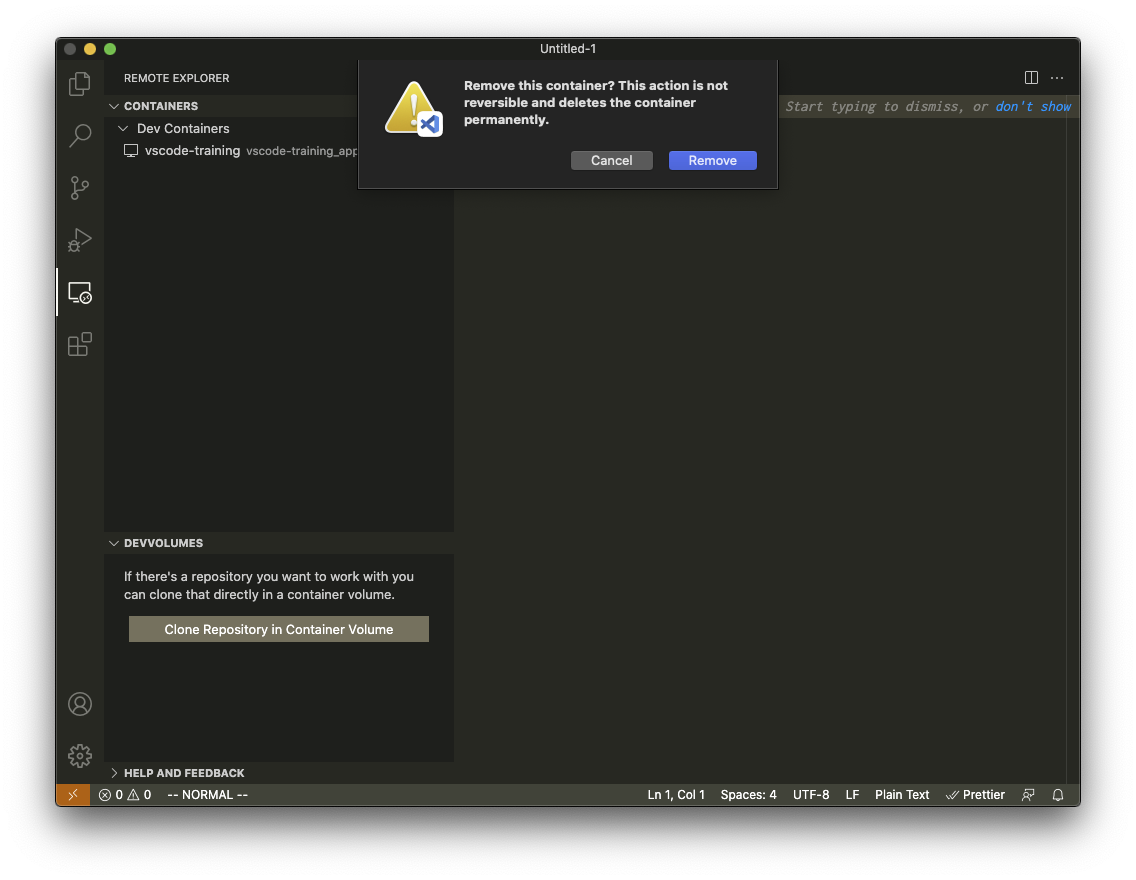 Untitled-1
REMOTE EXPLORER
CONTAINERS
Dev Containers
vscode-training vscode-training_app
Remove this container? This action is not
reversible and deletes the container
permanently.
Cancel Remove
Start typing to dismiss, or don't show
DEVVOLUMES
If there's a repository you want to work with you
can clone that directly in a container volume.
Clone Repository in Container Volume
HELP AND FEEDBACK
0 0 -- NORMAL -- Ln 1, Col 1 Spaces: 4 UTF-8 LF Plain Text Prettier